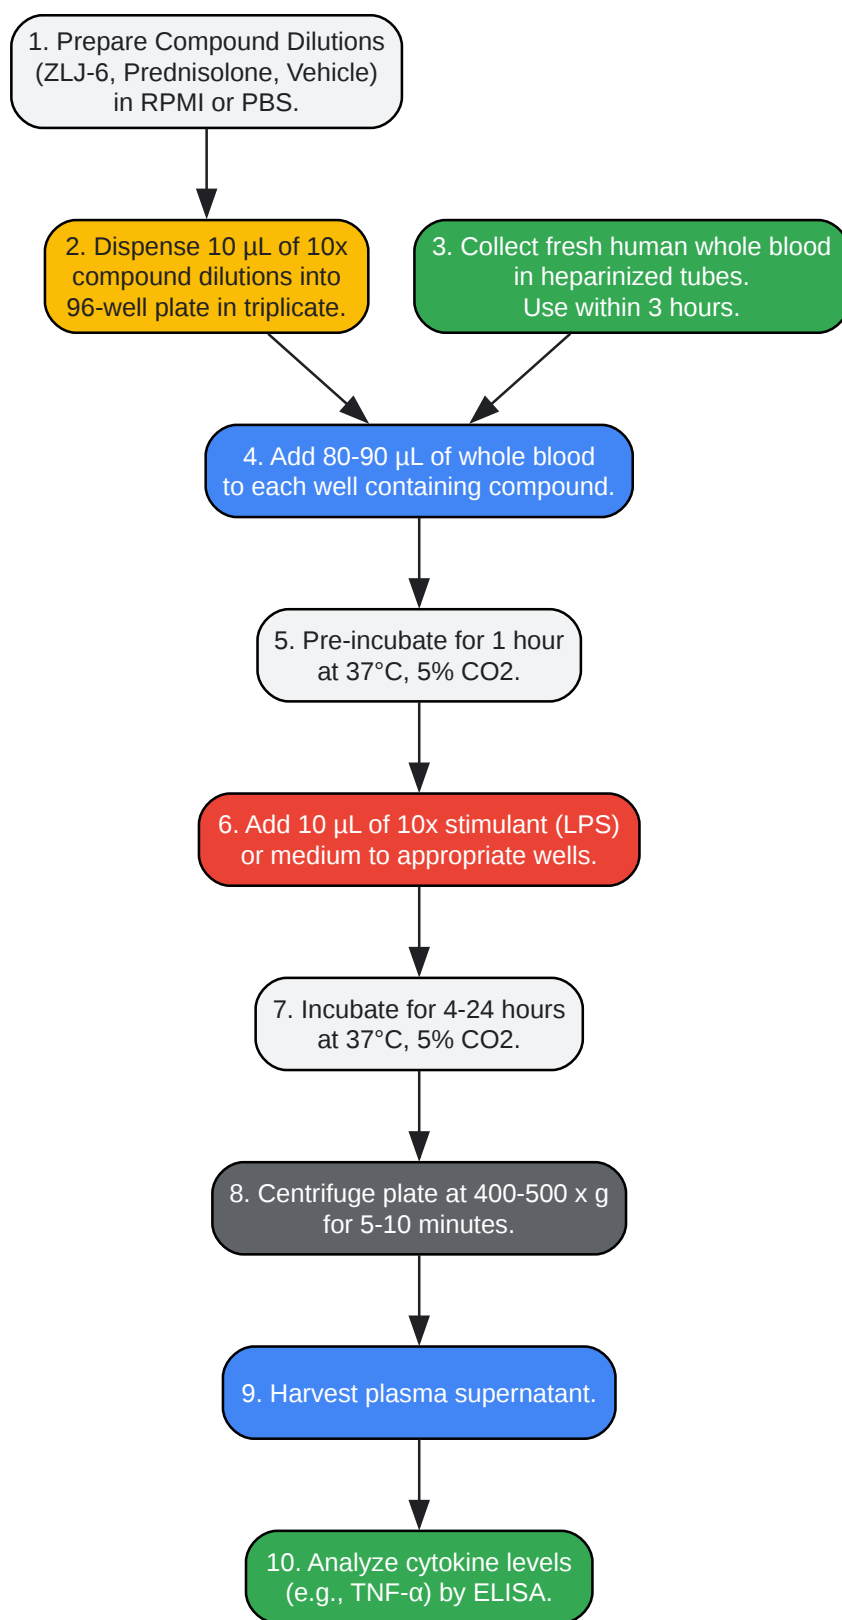 1. Prepare Compound Dilutions
(ZLJ-6, Prednisolone, Vehicle)
in RPMI or PBS.
2. Dispense 10 µL of 10x
compound dilutions into
96-well plate in triplicate.
3. Collect fresh human whole blood
in heparinized tubes.
Use within 3 hours.
4. Add 80-90 µL of whole blood
to each well containing compound.
5. Pre-incubate for 1 hour
at 37°C, 5% CO2.
6. Add 10 µL of 10x stimulant (LPS)
or medium to appropriate wells.
7. Incubate for 4-24 hours
at 37°C, 5% CO2.
8. Centrifuge plate at 400-500 x g
for 5-10 minutes.
9. Harvest plasma supernatant.
10. Analyze cytokine levels
(e.g., TNF-α) by ELISA.